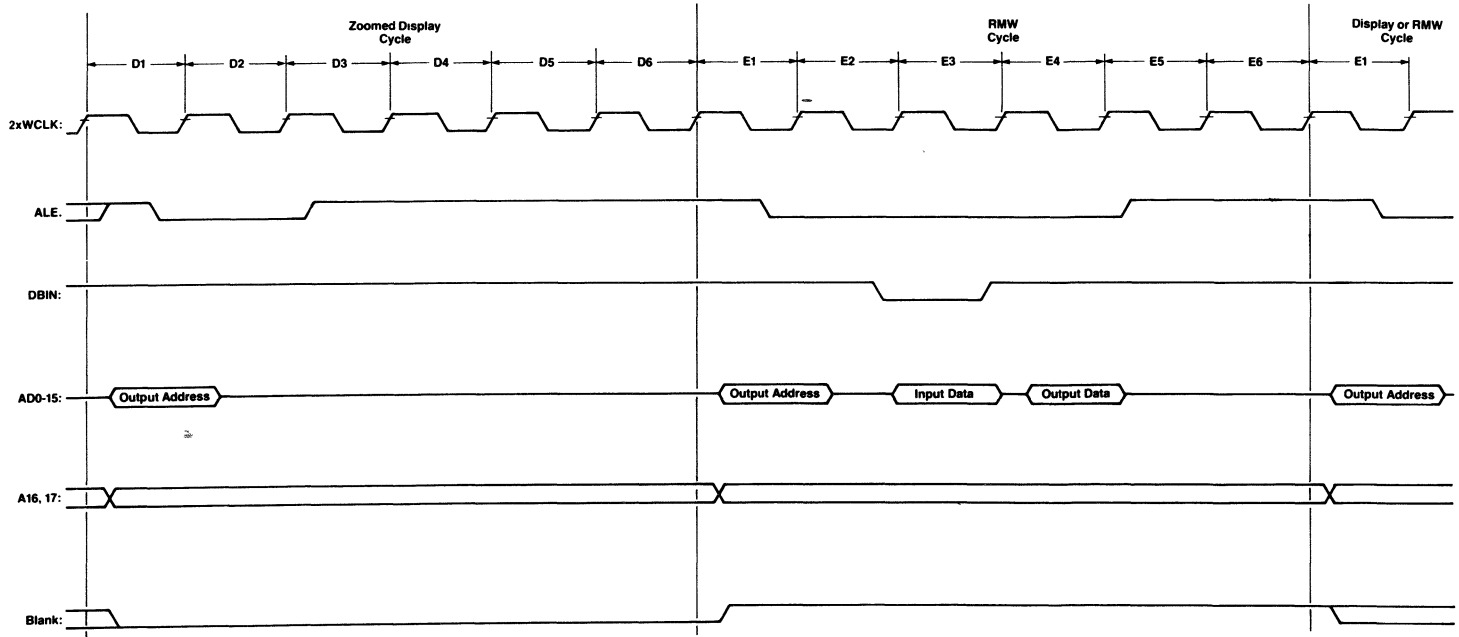 Zoomed Display
Cycle
RMW
Cycle
Display or RMW
Cycle
D1 D2 D3 D4 D5 D6 E1 E2 E3 E4 E5 E6 E1
2xWCLK:
ALE.
DBIN:
AD0-15: Output Address Output Address Input Data Output Data Output Address
A16, 17:
Blank: